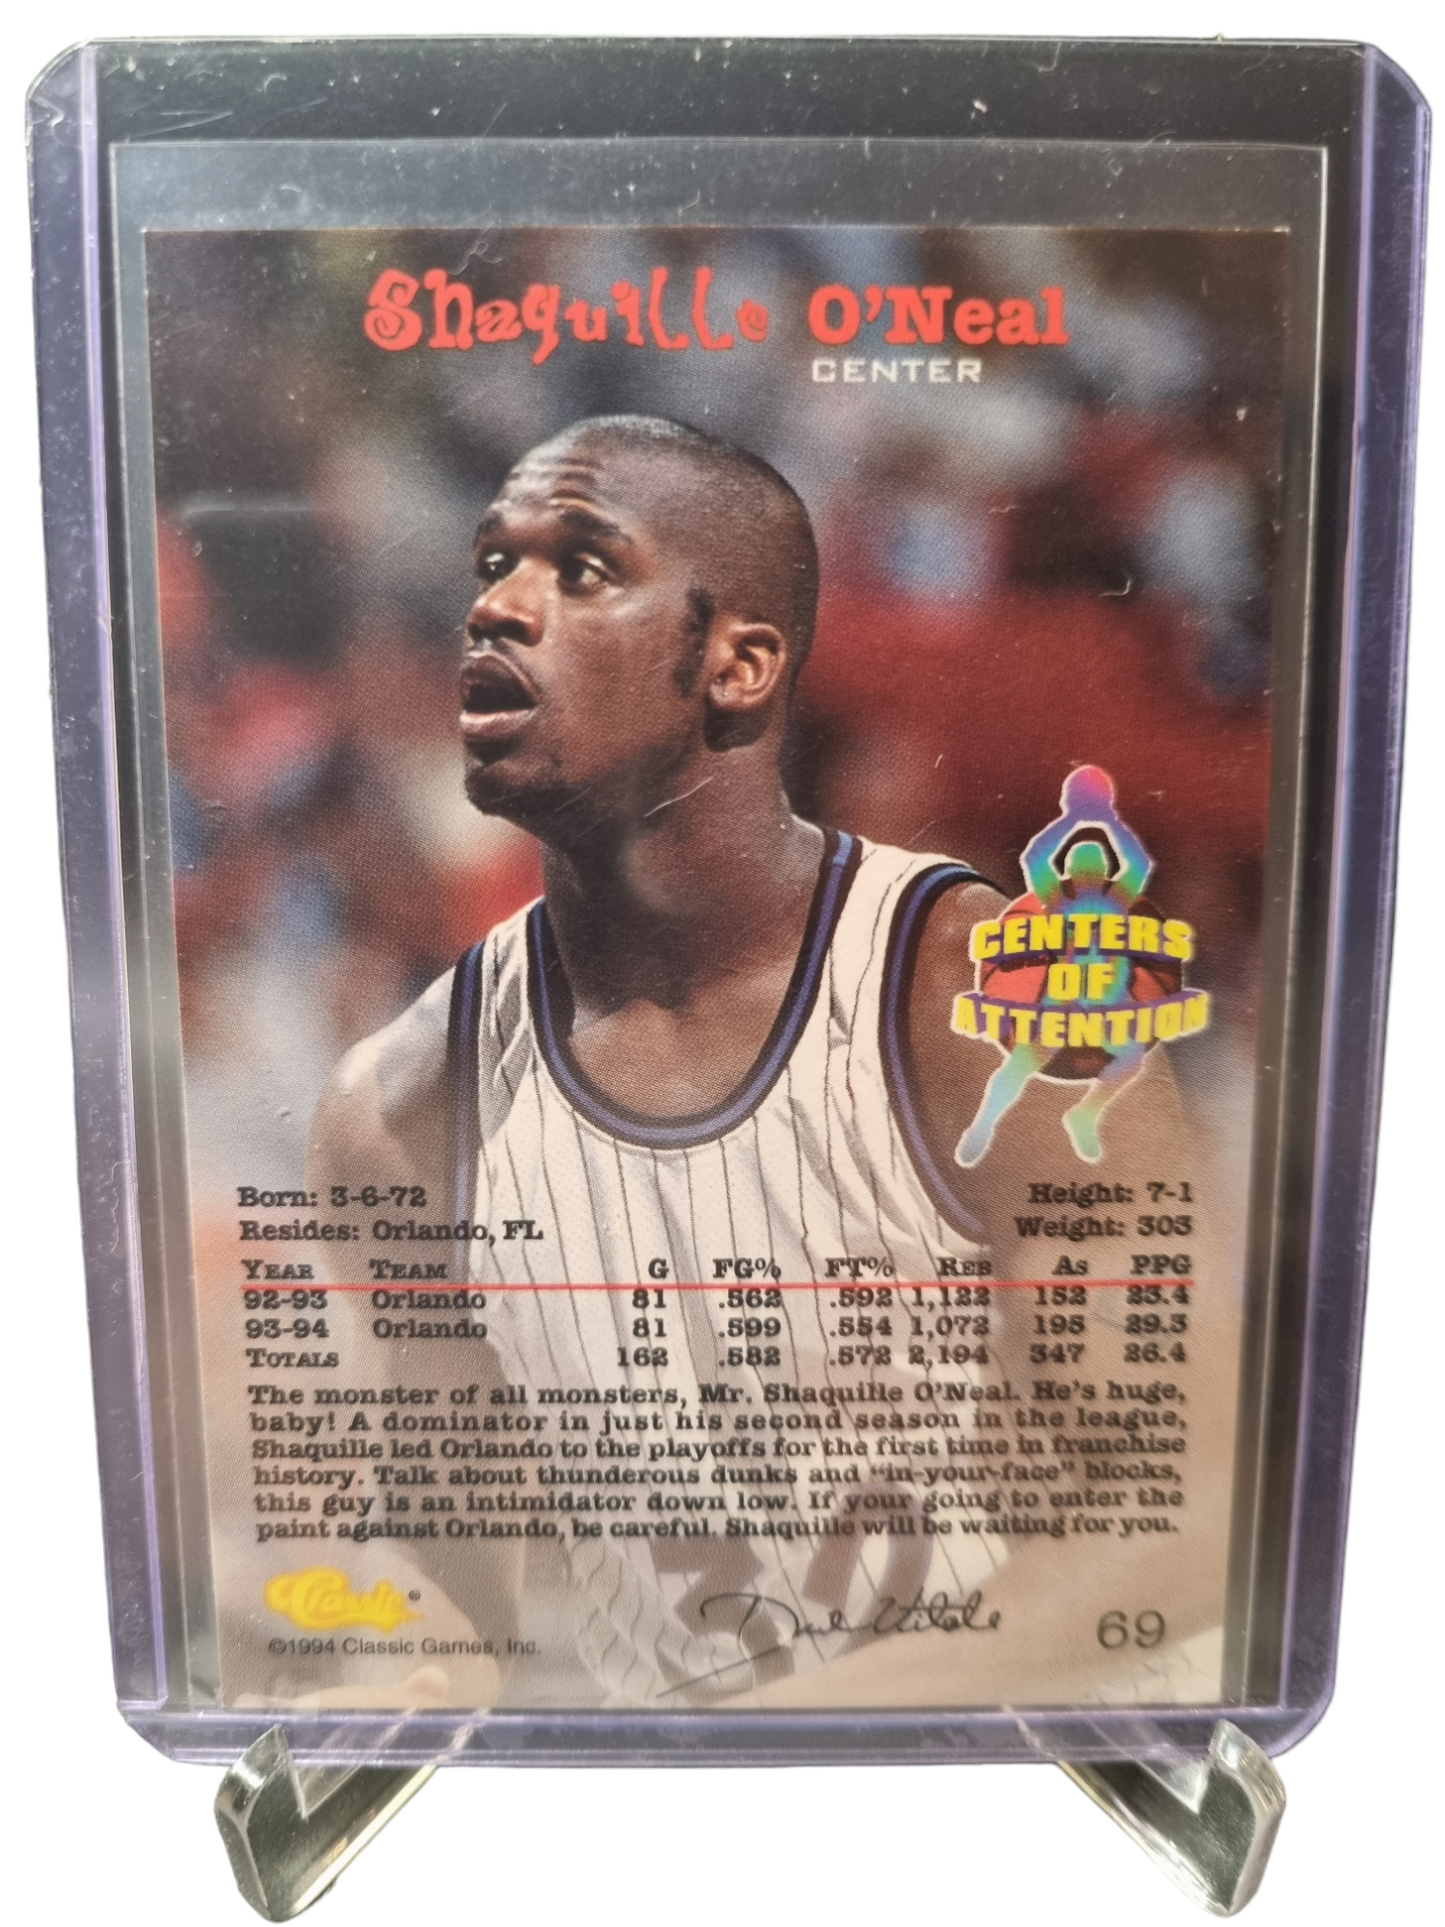 Shaquille O'Neal
CENTER
CENTERS
OF
ATTENTION
Born: 3-6-72 Height: 7-1
Resides: Orlando, FL Weight: 303
YEAR TEAM G FG% FT% REB AS PPG
92-93 Orlando 81 .562 .592 1,122 152 23.4
93-94 Orlando 81 .599 .554 1,072 195 29.3
TOTALS 162 .582 .572 2,194 347 26.4
The monster of all monsters, Mr. Shaquille O'Neal. He's huge,
baby! A dominator in just his second season in the league,
Shaquille led Orlando to the playoffs for the first time in franchise
history. Talk about thunderous dunks and “in-your-face” blocks,
this guy is an intimidator down low. If your going to enter the
paint against Orlando, be careful. Shaquille will be waiting for you.
Classic®
Dick Vitale
©1994 Classic Games, Inc. 69